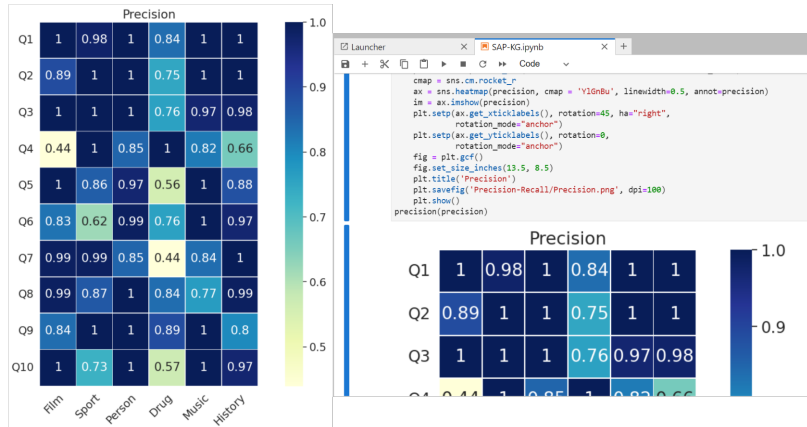 Precision
Q1 1 0.98 1 0.84 1 1
Q2 0.89 1 1 0.75 1 1
Q3 1 1 1 0.76 0.97 0.98
Q4 0.44 1 0.85 1 0.82 0.66
Q5 1 0.86 0.97 0.56 1 0.88
Q6 0.83 0.62 0.99 0.76 1 0.97
Q7 0.99 0.99 0.85 0.44 0.84 1
Q8 0.99 0.87 1 0.84 0.77 0.99
Q9 0.84 1 1 0.89 1 0.8
Q10 1 0.73 1 0.57 1 0.97
Film Sport Person Drug Music History
1.0
0.9
0.8
0.7
0.6
0.5
Launcher
SAP-KG.ipynb
Code
cmap = sns.cm.rocket_r
ax = sns.heatmap(precision, cmap = 'YlGnBu', linewidth=0.5, annot=precision)
im = ax.imshow(precision)
plt.setp(ax.get_xticklabels(), rotation=45, ha="right",
rotation_mode="anchor")
plt.setp(ax.get_yticklabels(), rotation=0,
rotation_mode="anchor")
fig = plt.gcf()
fig.set_size_inches(13.5, 8.5)
plt.title('Precision')
plt.savefig('Precision-Recall/Precision.png', dpi=100)
plt.show()
precision(precision)
Precision
Q1 1 0.98 1 0.84 1 1
Q2 0.89 1 1 0.75 1 1
Q3 1 1 1 0.76 0.97 0.98
Q4 0.44 1 0.85 1 0.82 0.66
1.0
0.9